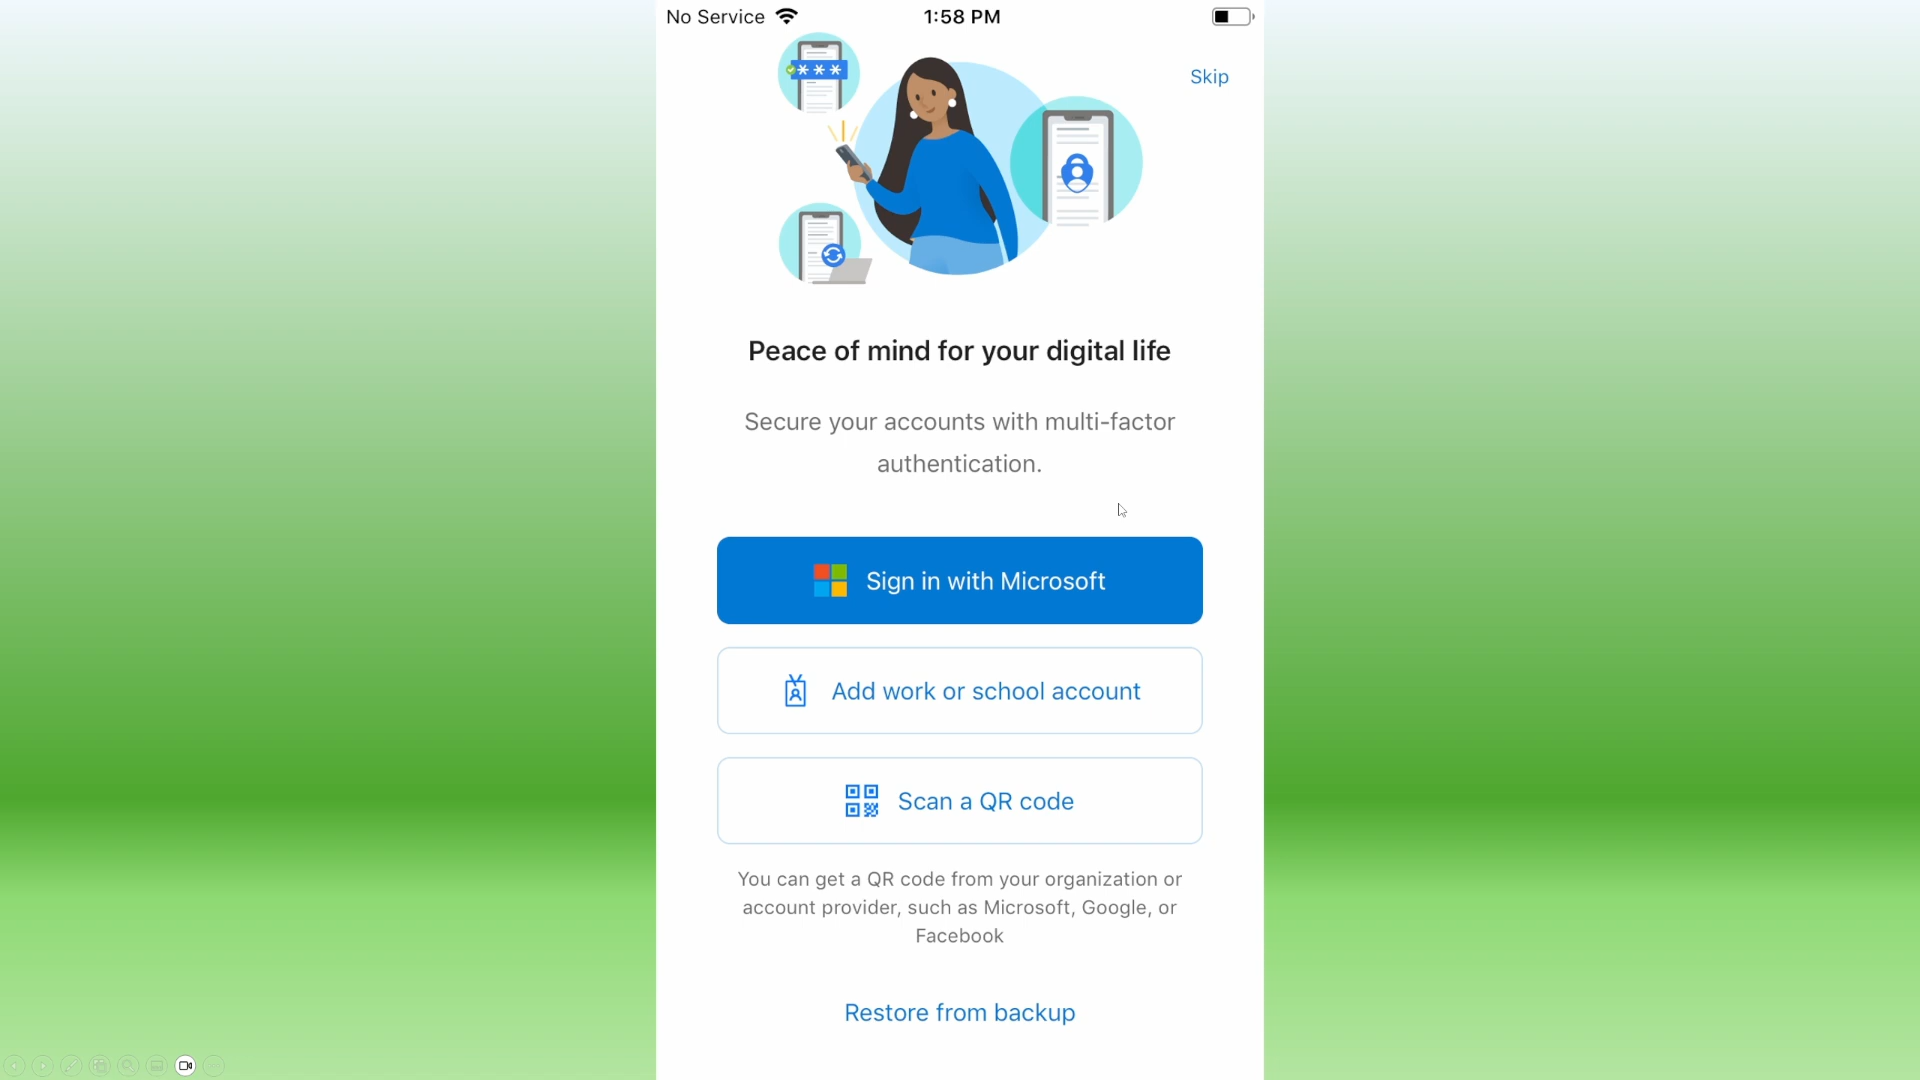 No Service
1:58 PM
Skip
***
Peace of mind for your digital life
Secure your accounts with multi-factor
authentication.
Sign in with Microsoft
Add work or school account
Scan a QR code
You can get a QR code from your organization or
account provider, such as Microsoft, Google, or
Facebook
Restore from backup